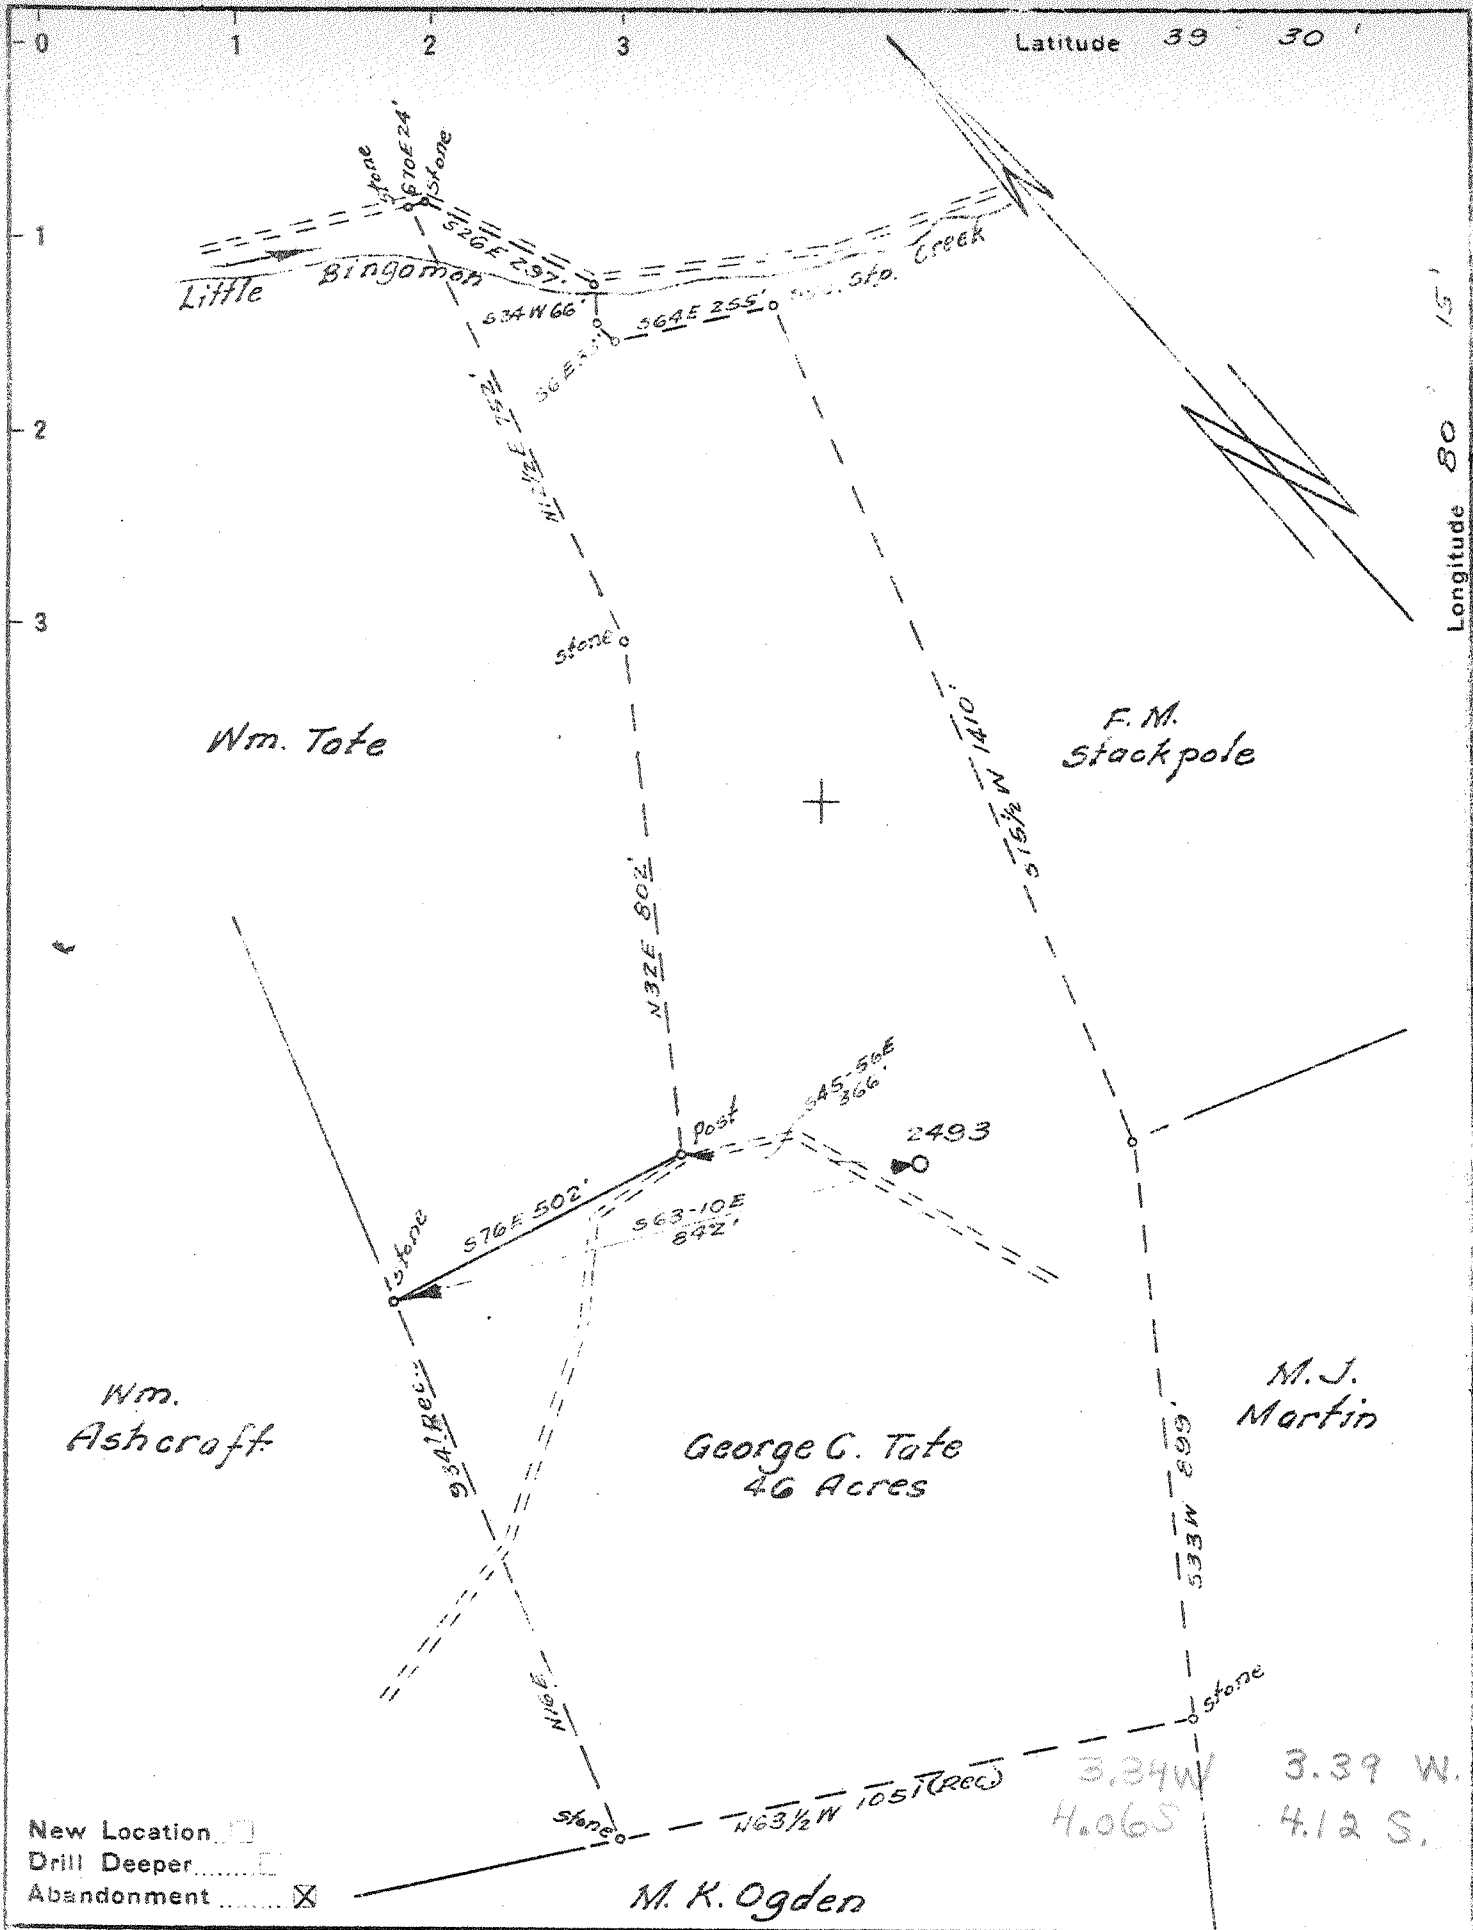 0 1 2 3 Latitude 39° 30'
1
2
3
Longitude 80° 15'
stone
S70E 24'
stone
S26E 297'
Little Bingamon Creek
S34W 66'
S64E 255'
Stp.
N12½E 752'
stone
Wm. Tate
F.M.
Stackpole
S15½W 1410'
N32E 802'
S45-56E
366'
Post
2493
S76E 502'
S63-10E
842'
stone
Wm.
Ashcraft
934'(Rec.)
N16E
George C. Tate
46 Acres
M.J.
Martin
S33W 899'
stone
3.34W 3.39 W.
4.06S 4.12 S.
N63½W 1051'(Rec)
stone
New Location
Drill Deeper
Abandonment ☒
M. K. Ogden